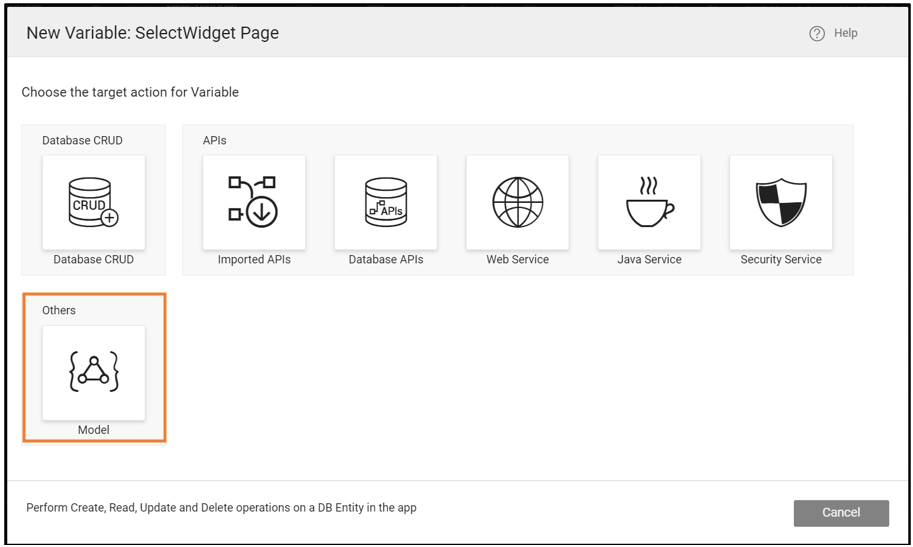 New Variable: SelectWidget Page
Help
Choose the target action for Variable
Database CRUD
APIs
CRUD
APIs
Database CRUD
Imported APIs
Database APIs
Web Service
Java Service
Security Service
Others
Model
Perform Create, Read, Update and Delete operations on a DB Entity in the app
Cancel